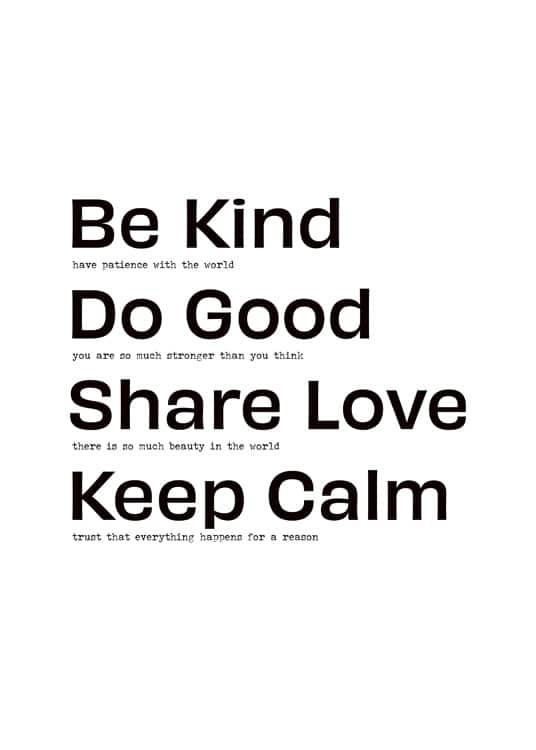 Be Kind
have patience with the world
Do Good
you are so much stronger than you think
Share Love
there is so much beauty in the world
Keep Calm
trust that everything happens for a reason